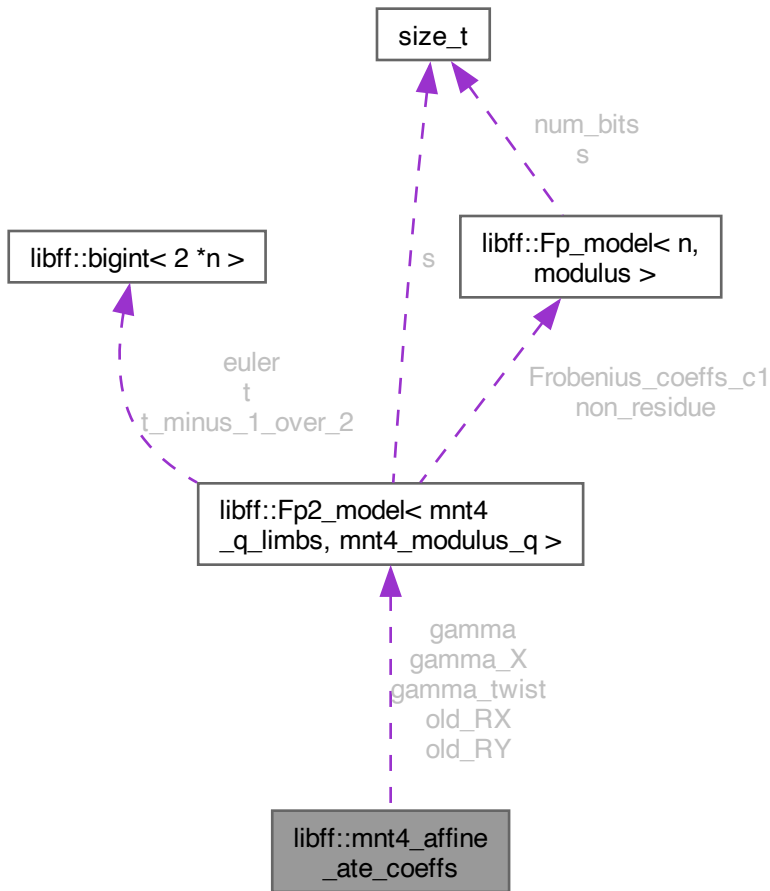 size_t
num_bits
s
libff::bigint< 2 *n >
s
libff::Fp_model< n,
modulus >
euler
t
t_minus_1_over_2
Frobenius_coeffs_c1
non_residue
libff::Fp2_model< mnt4
_q_limbs, mnt4_modulus_q >
gamma
gamma_X
gamma_twist
old_RX
old_RY
libff::mnt4_affine
_ate_coeffs